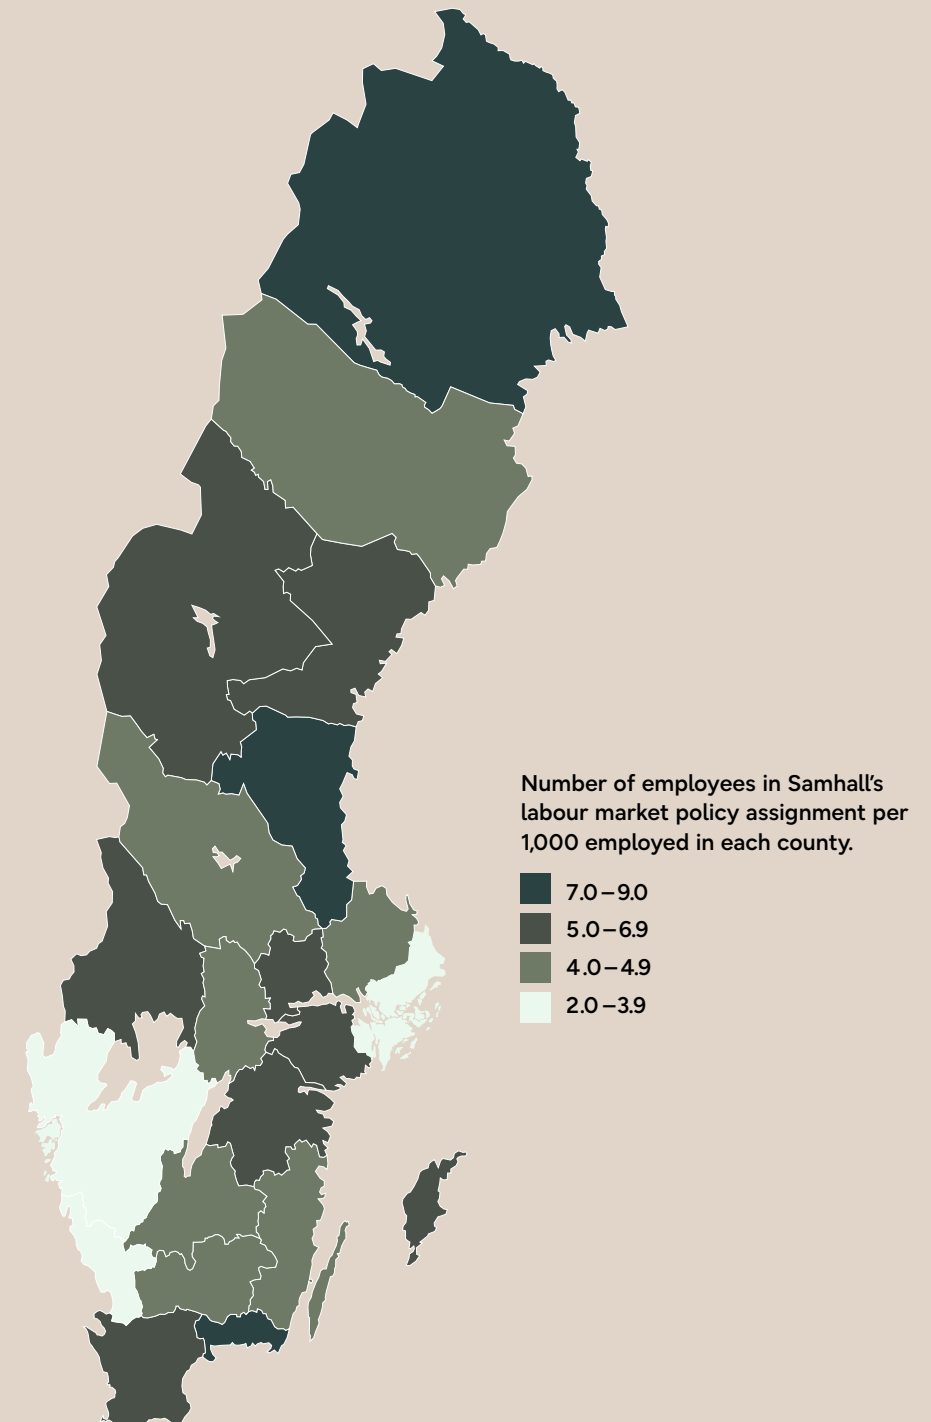 Number of employees in Samhall’s
labour market policy assignment per
1,000 employed in each county.
7.0–9.0
5.0–6.9
4.0–4.9
2.0–3.9